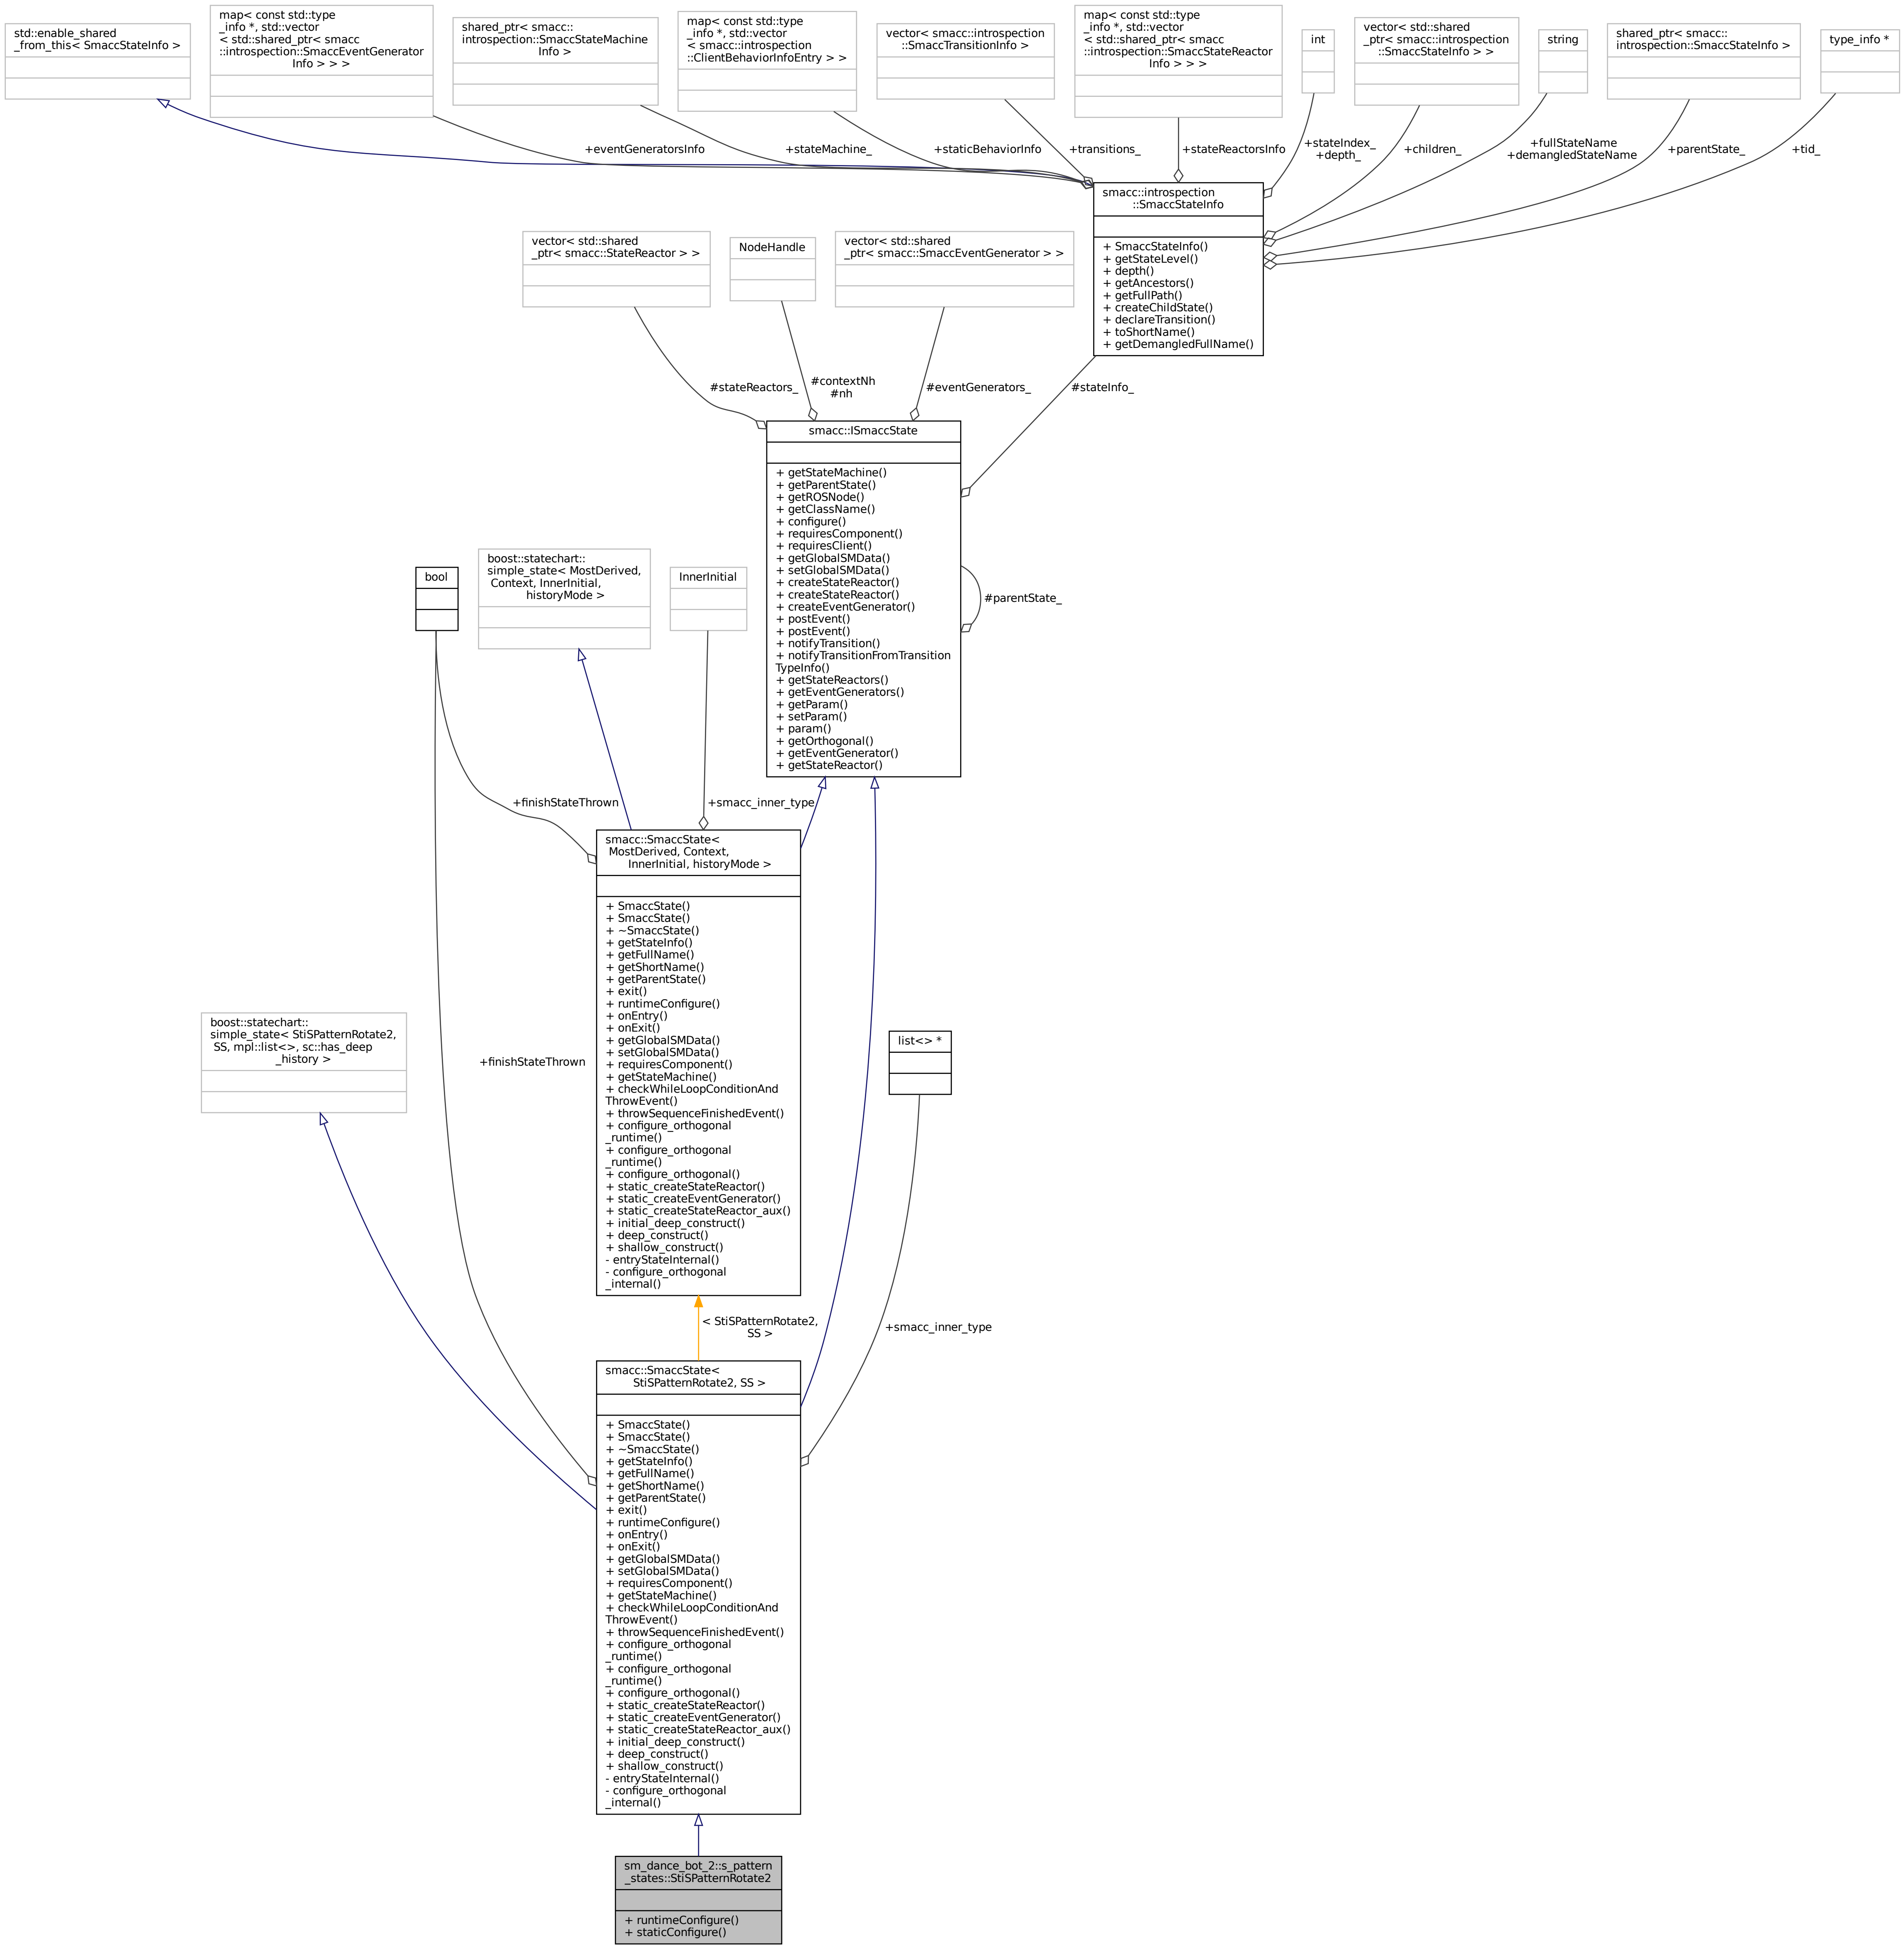 std::enable_shared
_from_this< SmaccStateInfo >
map< const std::type
_info *, std::vector
< std::shared_ptr< smacc
::introspection::SmaccEventGenerator
Info > > >
shared_ptr< smacc::
introspection::SmaccStateMachine
Info >
map< const std::type
_info *, std::vector
< smacc::introspection
::ClientBehaviorInfoEntry > >
vector< smacc::introspection
::SmaccTransitionInfo >
map< const std::type
_info *, std::vector
< std::shared_ptr< smacc
::introspection::SmaccStateReactor
Info > > >
int
vector< std::shared
_ptr< smacc::introspection
::SmaccStateInfo > >
string
shared_ptr< smacc::
introspection::SmaccStateInfo >
type_info *
+eventGeneratorsInfo
+stateMachine_
+staticBehaviorInfo
+transitions_
+stateReactorsInfo
+stateIndex_
+depth_
+children_
+fullStateName
+demangledStateName
+parentState_
+tid_
smacc::introspection
::SmaccStateInfo
+ SmaccStateInfo()
+ getStateLevel()
+ depth()
+ getAncestors()
+ getFullPath()
+ createChildState()
+ declareTransition()
+ toShortName()
+ getDemangledFullName()
vector< std::shared
_ptr< smacc::StateReactor > >
NodeHandle
vector< std::shared
_ptr< smacc::SmaccEventGenerator > >
#stateReactors_
#contextNh
#nh
#eventGenerators_
#stateInfo_
smacc::ISmaccState
+ getStateMachine()
+ getParentState()
+ getROSNode()
+ getClassName()
+ configure()
+ requiresComponent()
+ requiresClient()
+ getGlobalSMData()
+ setGlobalSMData()
+ createStateReactor()
+ createStateReactor()
+ createEventGenerator()
+ postEvent()
+ postEvent()
+ notifyTransition()
+ notifyTransitionFromTransition
TypeInfo()
+ getStateReactors()
+ getEventGenerators()
+ getParam()
+ setParam()
+ param()
+ getOrthogonal()
+ getEventGenerator()
+ getStateReactor()
#parentState_
bool
boost::statechart::
simple_state< MostDerived,
Context, InnerInitial,
historyMode >
InnerInitial
+finishStateThrown
+smacc_inner_type
smacc::SmaccState<
MostDerived, Context,
InnerInitial, historyMode >
+ SmaccState()
+ SmaccState()
+ ~SmaccState()
+ getStateInfo()
+ getFullName()
+ getShortName()
+ getParentState()
+ exit()
+ runtimeConfigure()
+ onEntry()
+ onExit()
+ getGlobalSMData()
+ setGlobalSMData()
+ requiresComponent()
+ getStateMachine()
+ checkWhileLoopConditionAnd
ThrowEvent()
+ throwSequenceFinishedEvent()
+ configure_orthogonal
_runtime()
+ configure_orthogonal
_runtime()
+ configure_orthogonal()
+ static_createStateReactor()
+ static_createEventGenerator()
+ static_createStateReactor_aux()
+ initial_deep_construct()
+ deep_construct()
+ shallow_construct()
- entryStateInternal()
- configure_orthogonal
_internal()
boost::statechart::
simple_state< StiSPatternRotate2,
SS, mpl::list<>, sc::has_deep
_history >
+finishStateThrown
list<> *
< StiSPatternRotate2,
SS >
+smacc_inner_type
smacc::SmaccState<
StiSPatternRotate2, SS >
+ SmaccState()
+ SmaccState()
+ ~SmaccState()
+ getStateInfo()
+ getFullName()
+ getShortName()
+ getParentState()
+ exit()
+ runtimeConfigure()
+ onEntry()
+ onExit()
+ getGlobalSMData()
+ setGlobalSMData()
+ requiresComponent()
+ getStateMachine()
+ checkWhileLoopConditionAnd
ThrowEvent()
+ throwSequenceFinishedEvent()
+ configure_orthogonal
_runtime()
+ configure_orthogonal
_runtime()
+ configure_orthogonal()
+ static_createStateReactor()
+ static_createEventGenerator()
+ static_createStateReactor_aux()
+ initial_deep_construct()
+ deep_construct()
+ shallow_construct()
- entryStateInternal()
- configure_orthogonal
_internal()
sm_dance_bot_2::s_pattern
_states::StiSPatternRotate2
+ runtimeConfigure()
+ staticConfigure()